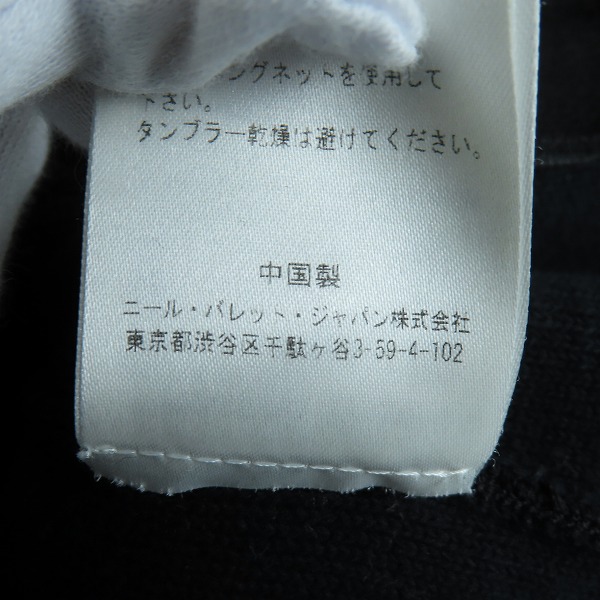 ングネットを使用して
下さい。
タンブラー乾燥は避けてください。
中国製
ニール・バレット・ジャパン株式会社
東京都渋谷区千駄ヶ谷3-59-4-102